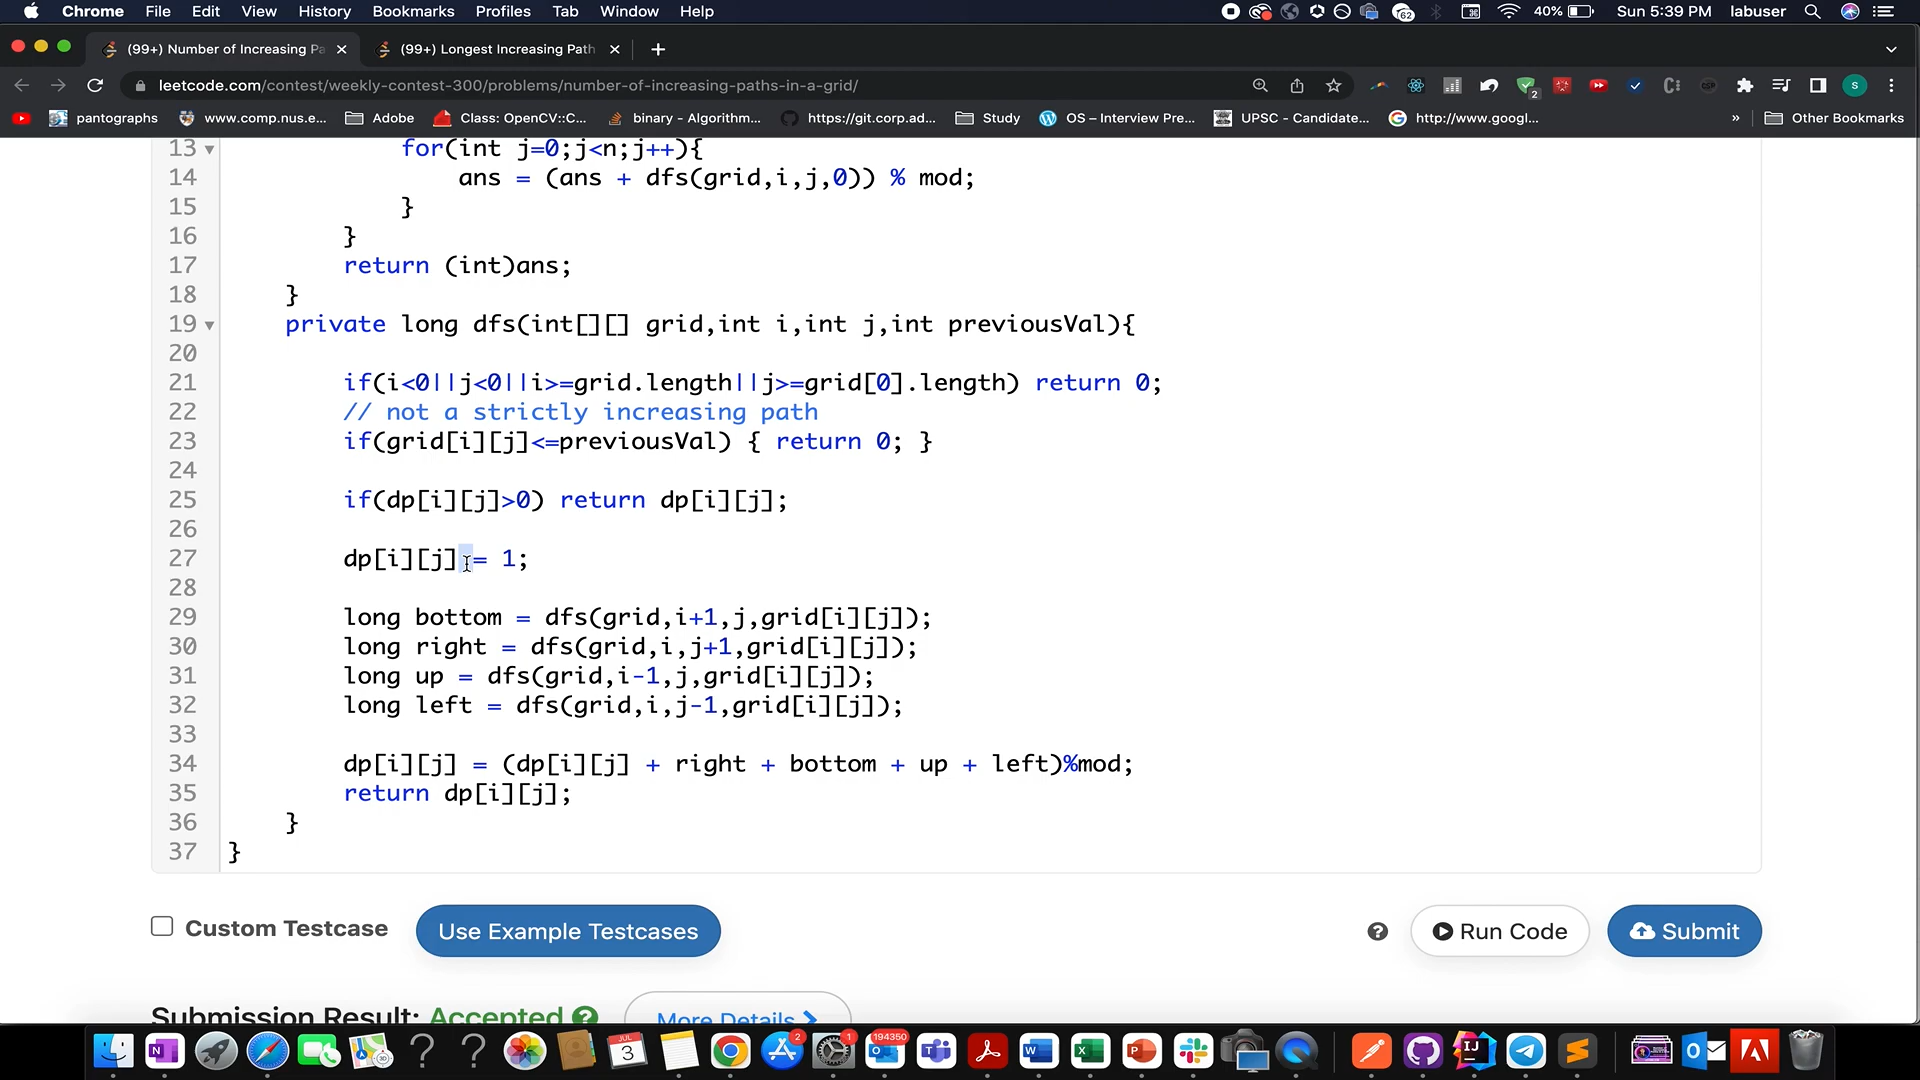 Chrome File Edit View History Bookmarks Profiles Tab Window Help 62 40% Sun 5:39 PM labuser
(99+) Number of Increasing Pa (99+) Longest Increasing Path
leetcode.com/contest/weekly-contest-300/problems/number-of-increasing-paths-in-a-grid/ 2 S
pantographs www.comp.nus.e... Adobe Class: OpenCV::C... binary - Algorithm... https://git.corp.ad... Study OS – Interview Pre... UPSC - Candidate... http://www.googl... » Other Bookmarks
13 for(int j=0;j<n;j++){
14 ans = (ans + dfs(grid,i,j,0)) % mod;
15 }
16 }
17 return (int)ans;
18 }
19 private long dfs(int[][] grid,int i,int j,int previousVal){
20
21 if(i<0||j<0||i>=grid.length||j>=grid[0].length) return 0;
22 // not a strictly increasing path
23 if(grid[i][j]<=previousVal) { return 0; }
24
25 if(dp[i][j]>0) return dp[i][j];
26
27 dp[i][j] = 1;
28
29 long bottom = dfs(grid,i+1,j,grid[i][j]);
30 long right = dfs(grid,i,j+1,grid[i][j]);
31 long up = dfs(grid,i-1,j,grid[i][j]);
32 long left = dfs(grid,i,j-1,grid[i][j]);
33
34 dp[i][j] = (dp[i][j] + right + bottom + up + left)%mod;
35 return dp[i][j];
36 }
37 }
Custom Testcase Use Example Testcases Run Code Submit
Submission Result: Accepted More Details
JUL 3 2 1 194350